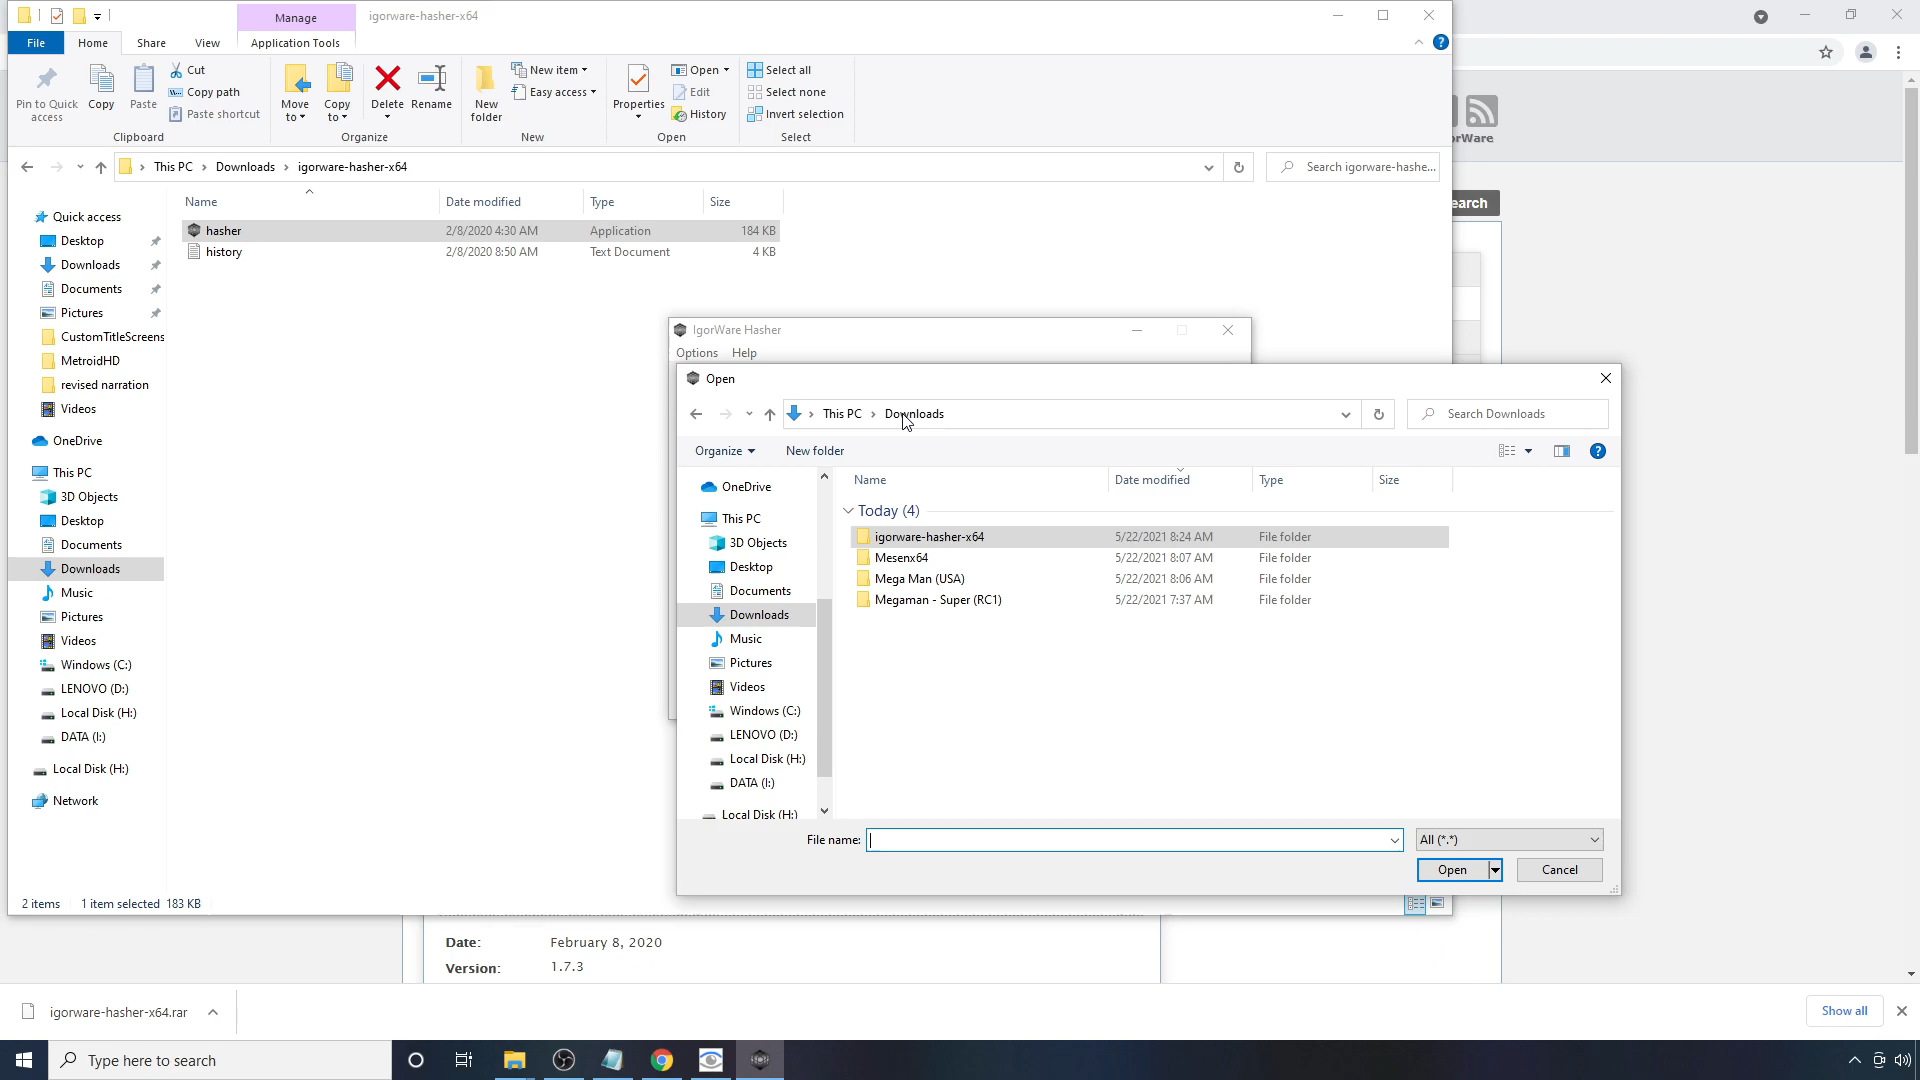 Manage
igorware-hasher-x64
File
Home
Share
View
Application Tools
Pin to Quick access
Copy
Paste
Cut
Copy path
Paste shortcut
Clipboard
Move to
Copy to
Delete
Rename
Organize
New folder
New item
Easy access
New
Properties
Open
Edit
History
Open
Select all
Select none
Invert selection
Select
This PC
Downloads
igorware-hasher-x64
Search igorware-hashe...
Name
Date modified
Type
Size
hasher
2/8/2020 4:30 AM
Application
184 KB
history
2/8/2020 8:50 AM
Text Document
4 KB
Quick access
Desktop
Downloads
Documents
Pictures
CustomTitleScreens
MetroidHD
revised narration
Videos
OneDrive
This PC
3D Objects
Desktop
Documents
Downloads
Music
Pictures
Videos
Windows (C:)
LENOVO (D:)
Local Disk (H:)
DATA (I:)
Local Disk (H:)
Network
2 items
1 item selected 183 KB
rWare
earch
IgorWare Hasher
Options
Help
Open
This PC
Downloads
Search Downloads
Organize
New folder
OneDrive
This PC
3D Objects
Desktop
Documents
Downloads
Music
Pictures
Videos
Windows (C:)
LENOVO (D:)
Local Disk (H:)
DATA (I:)
Local Disk (H:)
Name
Date modified
Type
Size
Today (4)
igorware-hasher-x64
5/22/2021 8:24 AM
File folder
Mesenx64
5/22/2021 8:07 AM
File folder
Mega Man (USA)
5/22/2021 8:06 AM
File folder
Megaman - Super (RC1)
5/22/2021 7:37 AM
File folder
File name:
All (*.*)
Open
Cancel
Date:
February 8, 2020
Version:
1.7.3
igorware-hasher-x64.rar
Show all
Type here to search